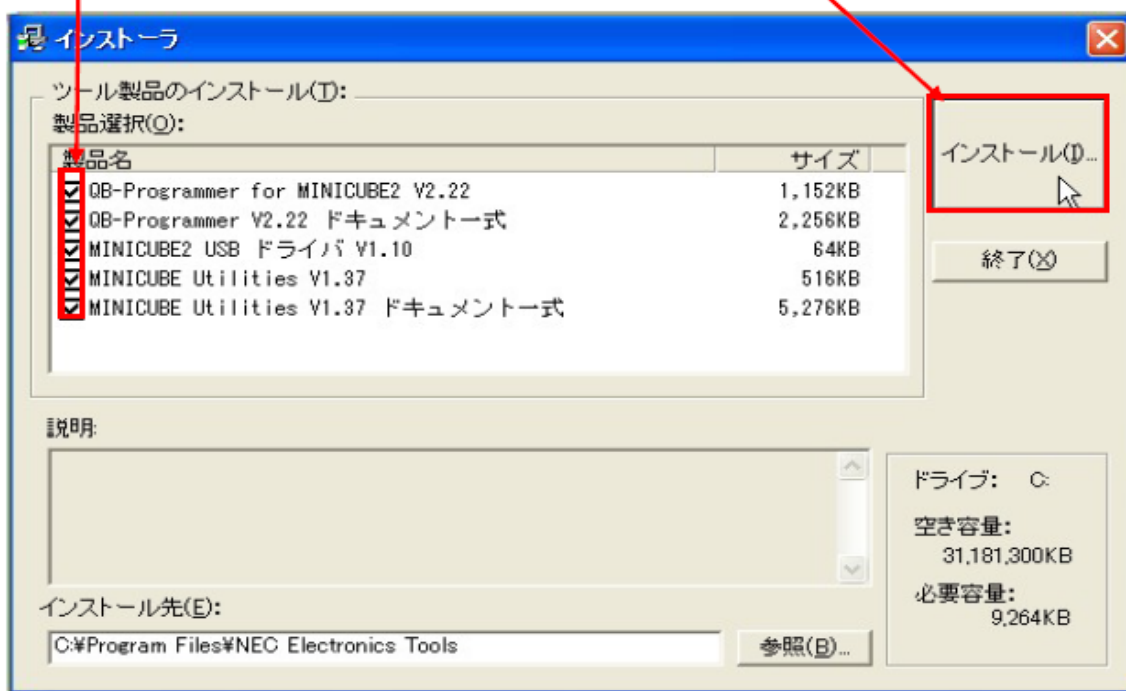 インストーラ
ツール製品のインストール(T):
製品選択(O):
製品名 サイズ
QB-Programmer for MINICUBE2 V2.22 1,152KB
QB-Programmer V2.22 ドキュメント一式 2,256KB
MINICUBE2 USB ドライバ V1.10 64KB
MINICUBE Utilities V1.37 516KB
MINICUBE Utilities V1.37 ドキュメント一式 5,276KB
インストール(I)...
終了(X)
説明:
ドライブ: C:
空き容量:
31,181,300KB
必要容量:
9,264KB
インストール先(E):
C:¥Program Files¥NEC Electronics Tools
参照(B)...